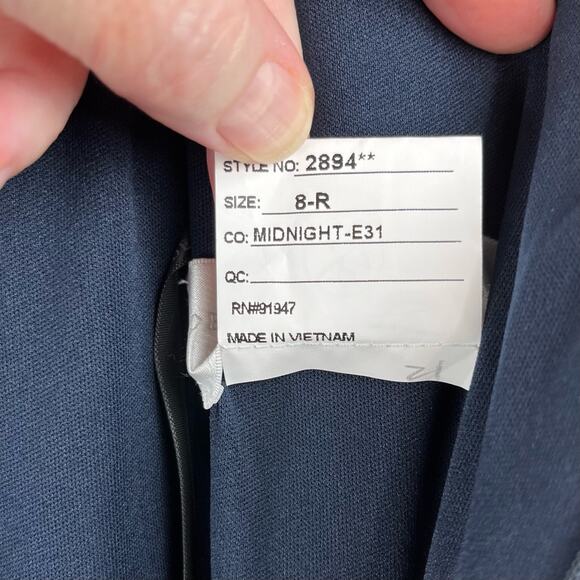 STYLE NO: 2894**
SIZE: 8-R
CO: MIDNIGHT-E31
QC:
RN#91947
MADE IN VIETNAM